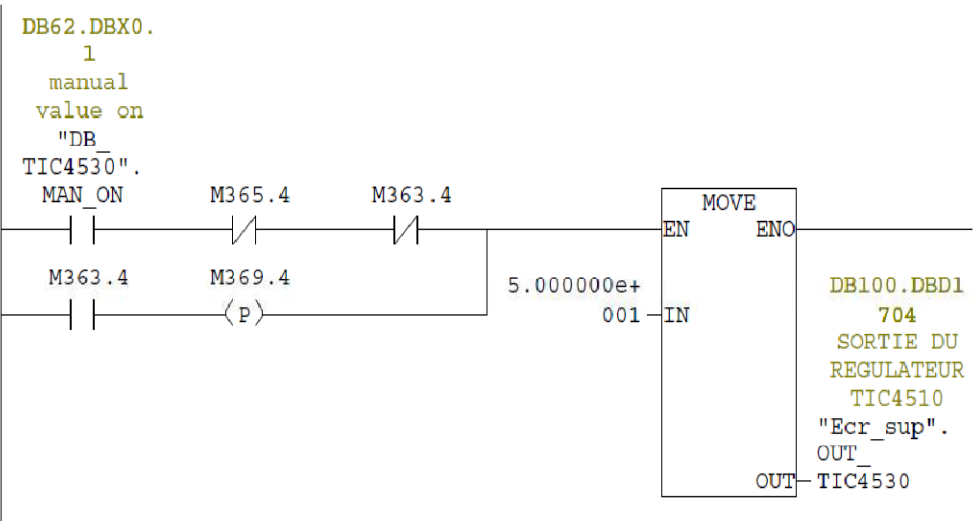 DB62.DBX0.
1
manual
value on
"DB_
TIC4530".
MAN_ON M365.4 M363.4
MOVE
EN ENO
M363.4 M369.4
P
5.000000e+
001 IN
DB100.DBD1
704
SORTIE DU
REGULATEUR
TIC4510
"Ecr_sup".
OUT_
OUT TIC4530